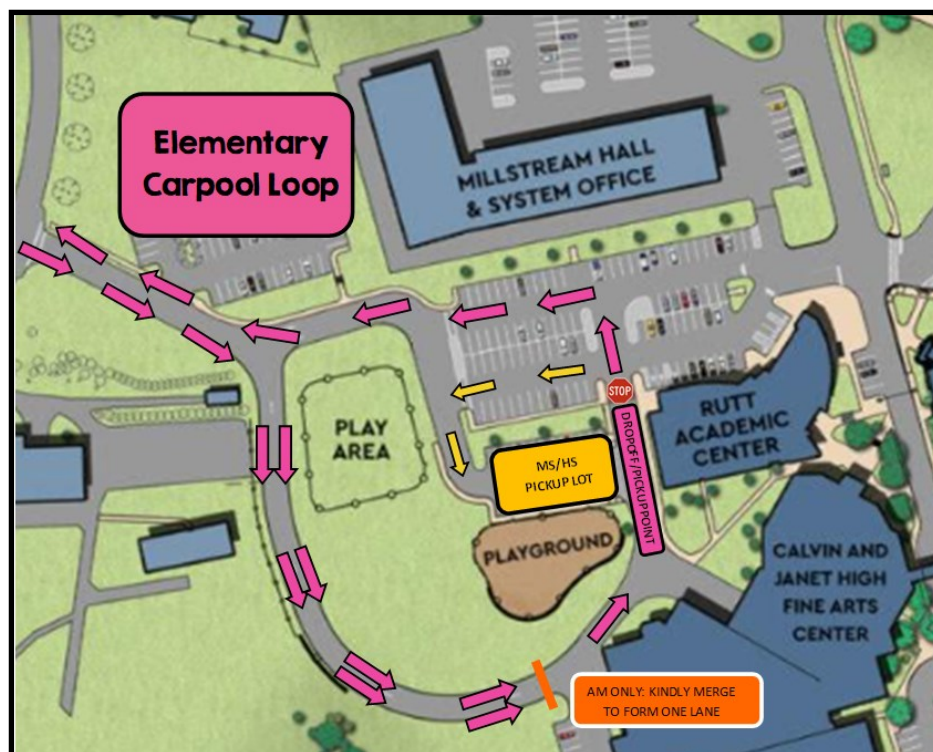 Elementary
Carpool Loop
MILLSTREAM HALL
& SYSTEM OFFICE
STOP
DROPOFF/PICKUP POINT
RUTT
ACADEMIC
CENTER
PLAY
AREA
MS/HS
PICKUP LOT
PLAYGROUND
CALVIN AND
JANET HIGH
FINE ARTS
CENTER
AM ONLY: KINDLY MERGE
TO FORM ONE LANE